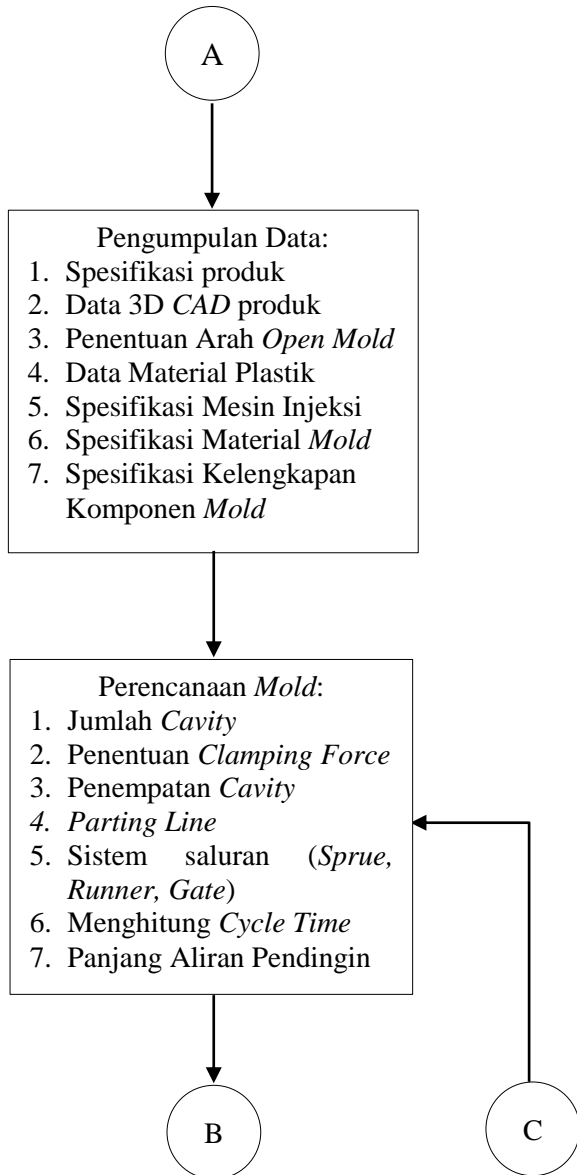 A
Pengumpulan Data:
1. Spesifikasi produk
2. Data 3D CAD produk
3. Penentuan Arah Open Mold
4. Data Material Plastik
5. Spesifikasi Mesin Injeksi
6. Spesifikasi Material Mold
7. Spesifikasi Kelengkapan
Komponen Mold
Perencanaan Mold:
1. Jumlah Cavity
2. Penentuan Clamping Force
3. Penempatan Cavity
4. Parting Line
5. Sistem saluran (Sprue,
Runner, Gate)
6. Menghitung Cycle Time
7. Panjang Aliran Pendingin
B
C